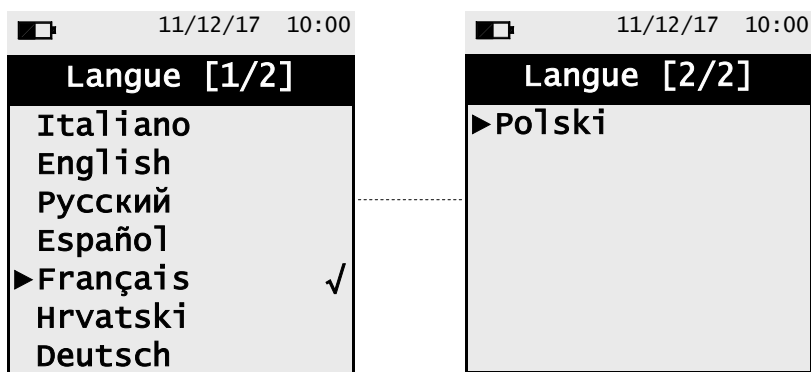 11/12/17 10:00
Langue [1/2]
Italiano
English
Русский
Español
►Français √
Hrvatski
Deutsch
11/12/17 10:00
Langue [2/2]
►Polski